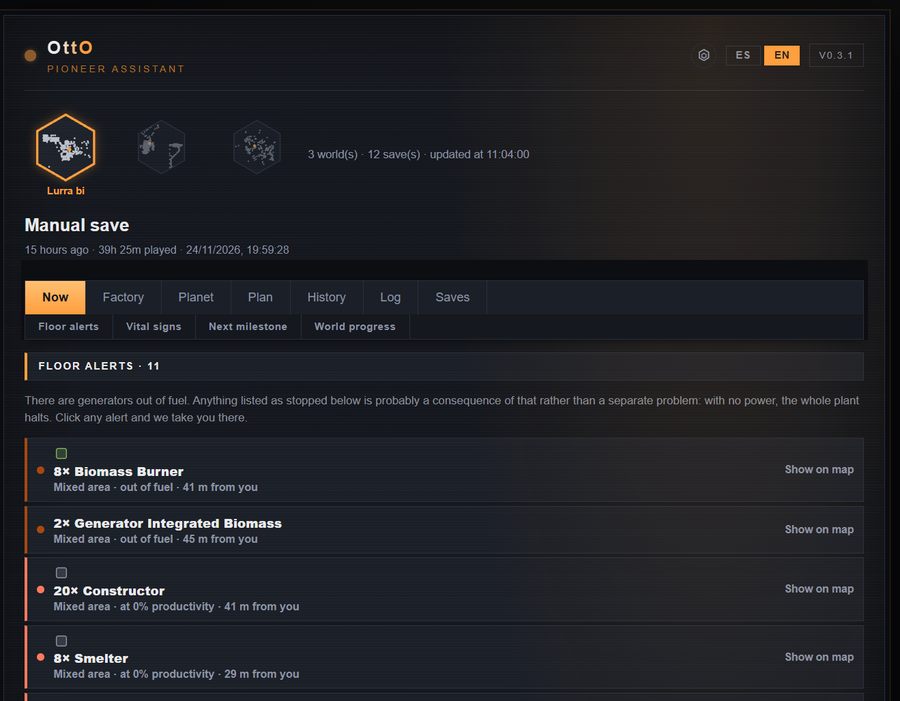 OttO
PIONEER ASSISTANT
ES
EN
V0.3.1
3 world(s) · 12 save(s) · updated at 11:04:00
Lurra bi
Manual save
15 hours ago · 39h 25m played · 24/11/2026, 19:59:28
Now
Factory
Planet
Plan
History
Log
Saves
Floor alerts
Vital signs
Next milestone
World progress
FLOOR ALERTS · 11
There are generators out of fuel. Anything listed as stopped below is probably a consequence of that rather than a separate problem: with no power, the whole plant
halts. Click any alert and we take you there.
8× Biomass Burner
Mixed area · out of fuel · 41 m from you
Show on map
2× Generator Integrated Biomass
Mixed area · out of fuel · 45 m from you
Show on map
20× Constructor
Mixed area · at 0% productivity · 41 m from you
Show on map
8× Smelter
Mixed area · at 0% productivity · 29 m from you
Show on map